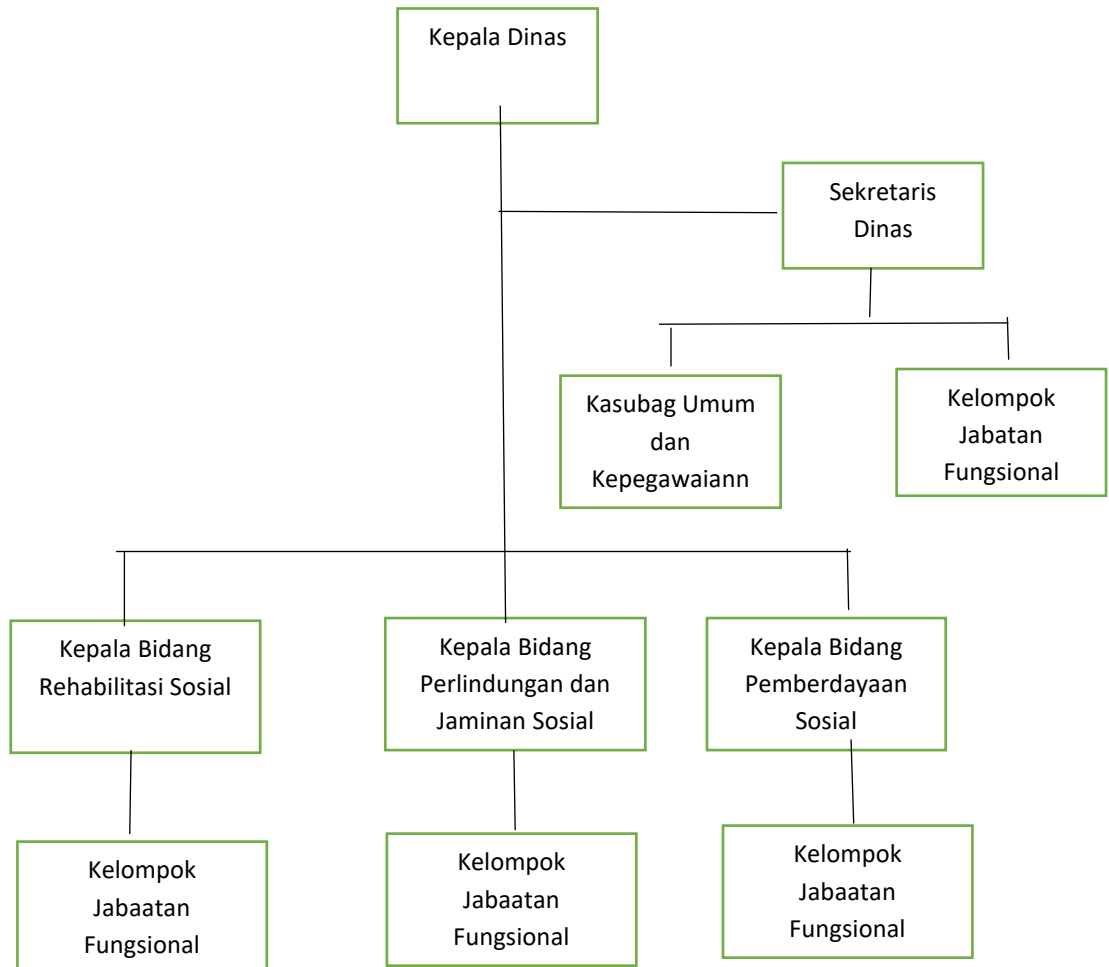 Kepala Dinas
Sekretaris
Dinas
Kasubag Umum
dan
Kepegawaiann
Kelompok
Jabatan
Fungsional
Kepala Bidang
Rehabilitasi Sosial
Kepala Bidang
Perlindungan dan
Jaminan Sosial
Kepala Bidang
Pemberdayaan
Sosial
Kelompok
Jabaatan
Fungsional
Kelompok
Jabaatan
Fungsional
Kelompok
Jabaatan
Fungsional